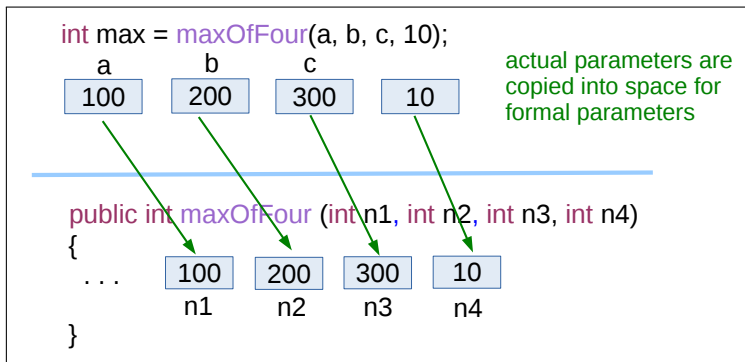 int max = maxOfFour(a, b, c, 10);
a b c
100 200 300 10
actual parameters are
copied into space for
formal parameters
public int maxOfFour (int n1, int n2, int n3, int n4)
{
. . . 100 200 300 10
n1 n2 n3 n4
}